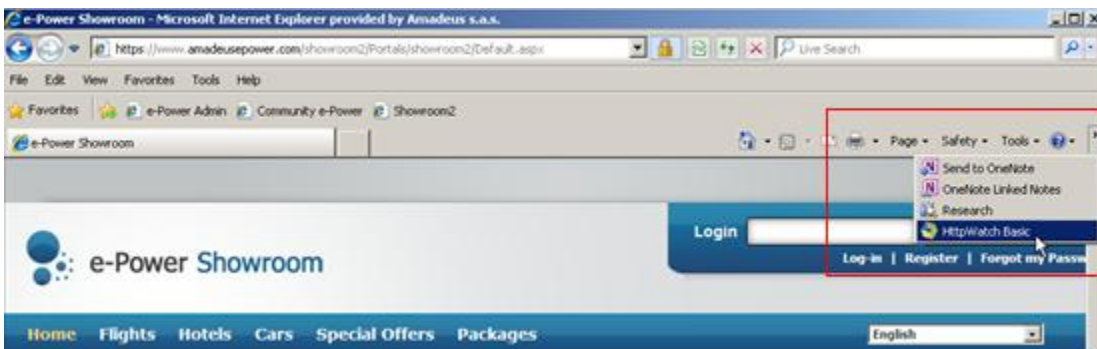 e-Power Showroom - Microsoft Internet Explorer provided by Amadeus s.a.s.
https://www.amadeusepower.com/showroom2/Portals/showroom2/Default.aspx Live Search
File Edit View Favorites Tools Help
Favorites e-Power Admin Community e-Power Showroom2
e-Power Showroom Page Safety Tools
Send to OneNote
OneNote Linked Notes
Research
HttpWatch Basic
Login
e-Power Showroom
Log-in | Register | Forgot my Passw
Home Flights Hotels Cars Special Offers Packages English